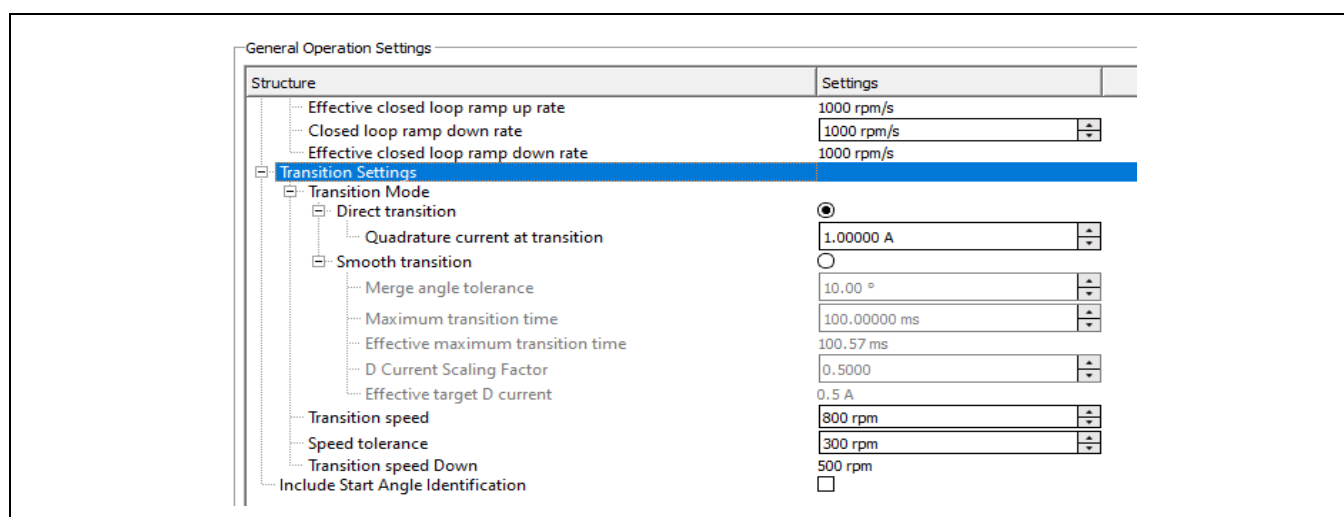 General Operation Settings
Structure Settings
Effective closed loop ramp up rate 1000 rpm/s
Closed loop ramp down rate 1000 rpm/s
Effective closed loop ramp down rate 1000 rpm/s
Transition Settings
Transition Mode
Direct transition
Quadrature current at transition 1.00000 A
Smooth transition
Merge angle tolerance 10.00 °
Maximum transition time 100.00000 ms
Effective maximum transition time 100.57 ms
D Current Scaling Factor 0.5000
Effective target D current 0.5 A
Transition speed 800 rpm
Speed tolerance 300 rpm
Transition speed Down 500 rpm
Include Start Angle Identification